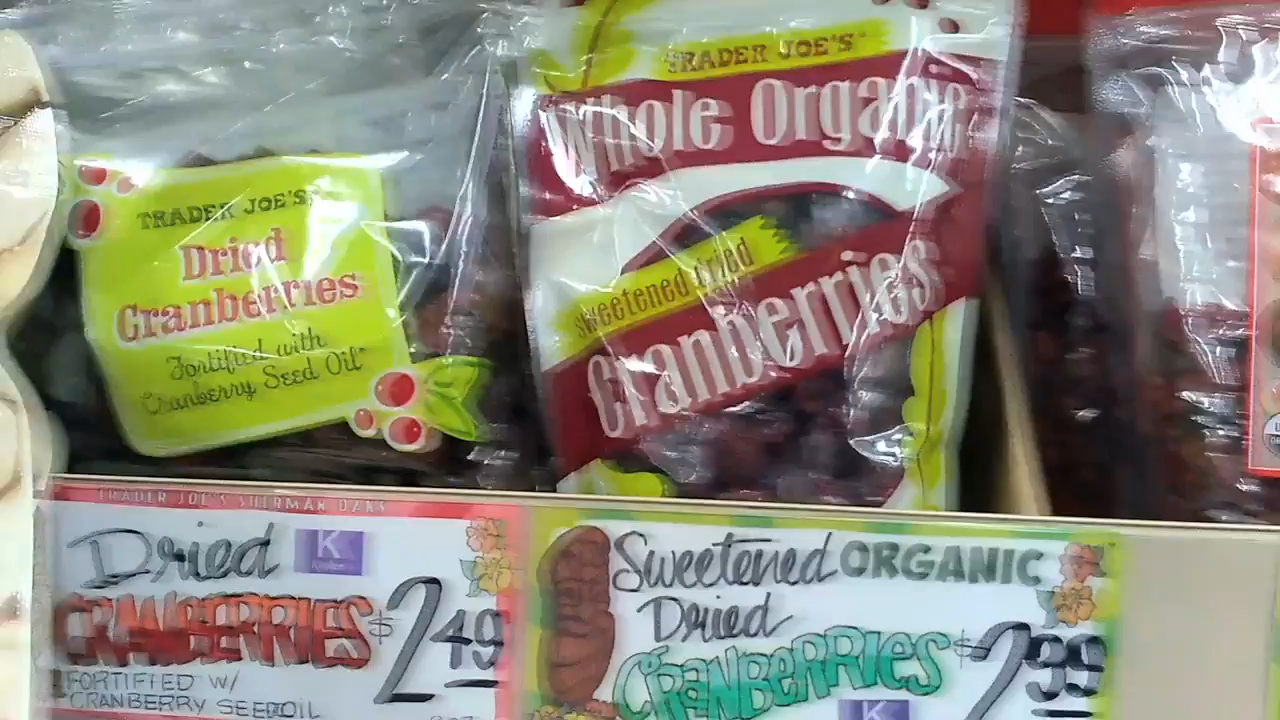 TRADER JOE'S
Dried
Cranberries
Fortified with
Cranberry Seed Oil
TRADER JOE'S
Whole Organic
sweetened dried
Cranberries
TRADER JOE'S SHERMAN OAKS
Dried K
Kosher
CRANBERRIES $2.49
FORTIFIED W/
CRANBERRY SEED OIL
Sweetened ORGANIC
Dried
CRANBERRIES $2.99
K